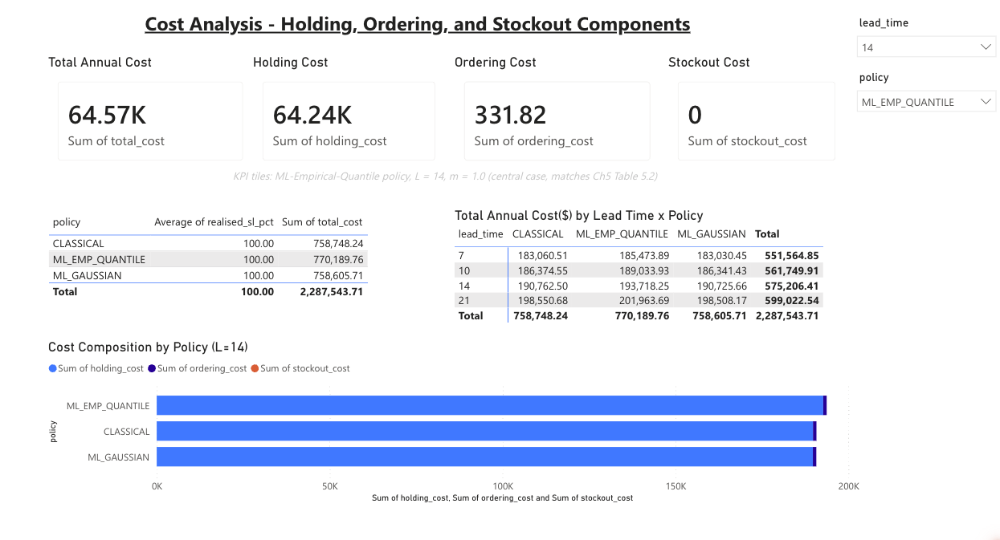 Cost Analysis - Holding, Ordering, and Stockout Components
lead_time
14
policy
ML_EMP_QUANTILE
Total Annual Cost
Holding Cost
Ordering Cost
Stockout Cost
64.57K
Sum of total_cost
64.24K
Sum of holding_cost
331.82
Sum of ordering_cost
0
Sum of stockout_cost
KPI tiles: ML-Empirical-Quantile policy, L = 14, m = 1.0 (central case, matches Ch5 Table 5.2)
policy Average of realised_sl_pct Sum of total_cost
CLASSICAL 100.00 758,748.24
ML_EMP_QUANTILE 100.00 770,189.76
ML_GAUSSIAN 100.00 758,605.71
Total 100.00 2,287,543.71
Total Annual Cost($) by Lead Time x Policy
lead_time CLASSICAL ML_EMP_QUANTILE ML_GAUSSIAN Total
7 183,060.51 185,473.89 183,030.45 551,564.85
10 186,374.55 189,033.93 186,341.43 561,749.91
14 190,762.50 193,718.25 190,725.66 575,206.41
21 198,550.68 201,963.69 198,508.17 599,022.54
Total 758,748.24 770,189.76 758,605.71 2,287,543.71
Cost Composition by Policy (L=14)
Sum of holding_cost Sum of ordering_cost Sum of stockout_cost
policy
ML_EMP_QUANTILE
CLASSICAL
ML_GAUSSIAN
0K 50K 100K 150K 200K
Sum of holding_cost, Sum of ordering_cost and Sum of stockout_cost